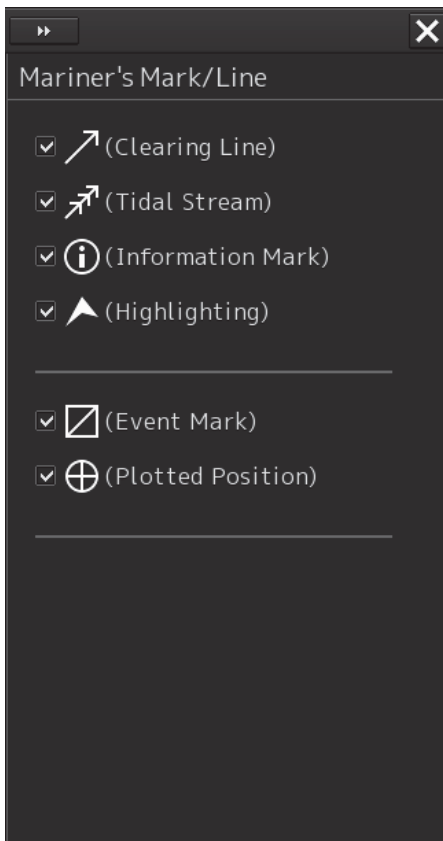 Mariner's Mark/Line
(Clearing Line)
(Tidal Stream)
(Information Mark)
(Highlighting)
(Event Mark)
(Plotted Position)